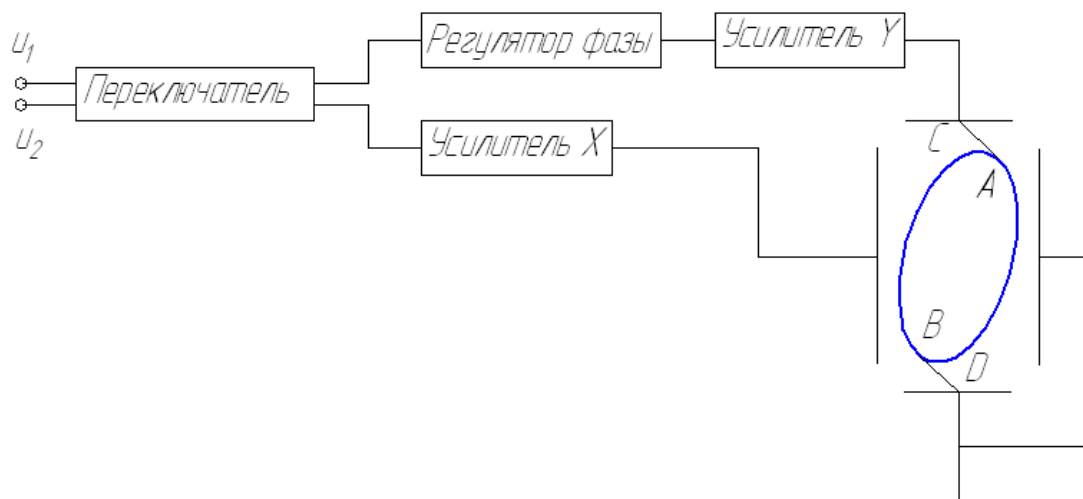 u1
u2
Переключатель
Регулятор фазы
Усилитель Y
Усилитель X
C
A
B
D